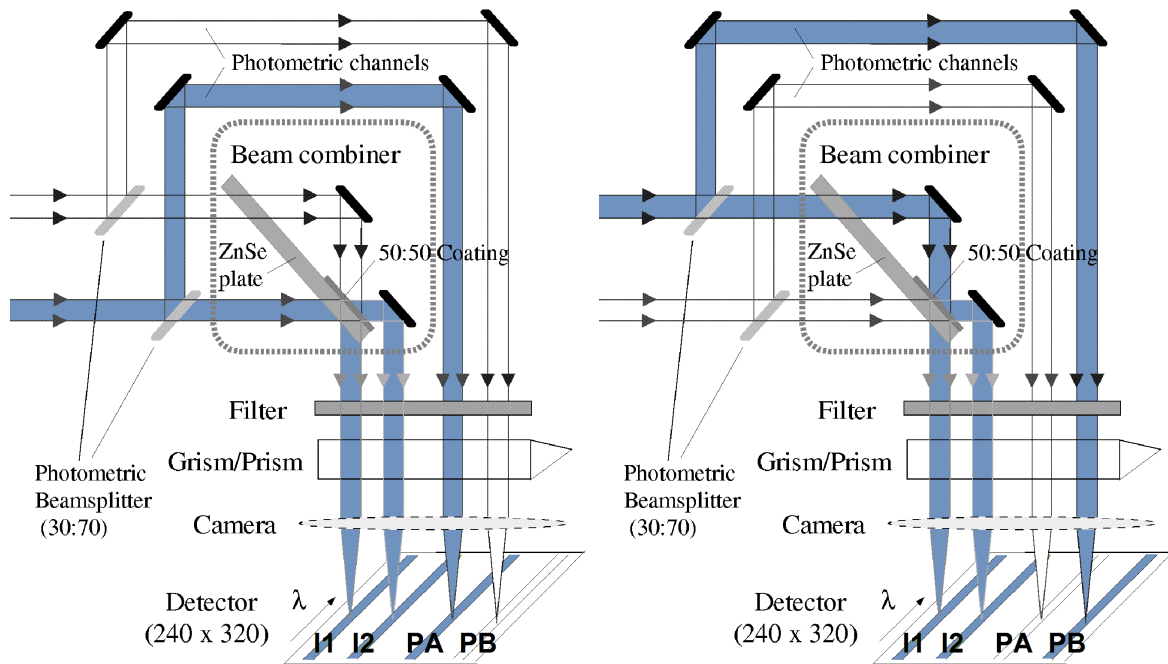 Photometric channels
Beam combiner
ZnSe
plate
50:50 Coating
Filter
Grism/Prism
Photometric
Beamsplitter
(30:70)
Camera
λ
Detector
(240 x 320)
I1 I2 PA PB
Photometric channels
Beam combiner
ZnSe
plate
50:50 Coating
Filter
Grism/Prism
Photometric
Beamsplitter
(30:70)
Camera
λ
Detector
(240 x 320)
I1 I2 PA PB